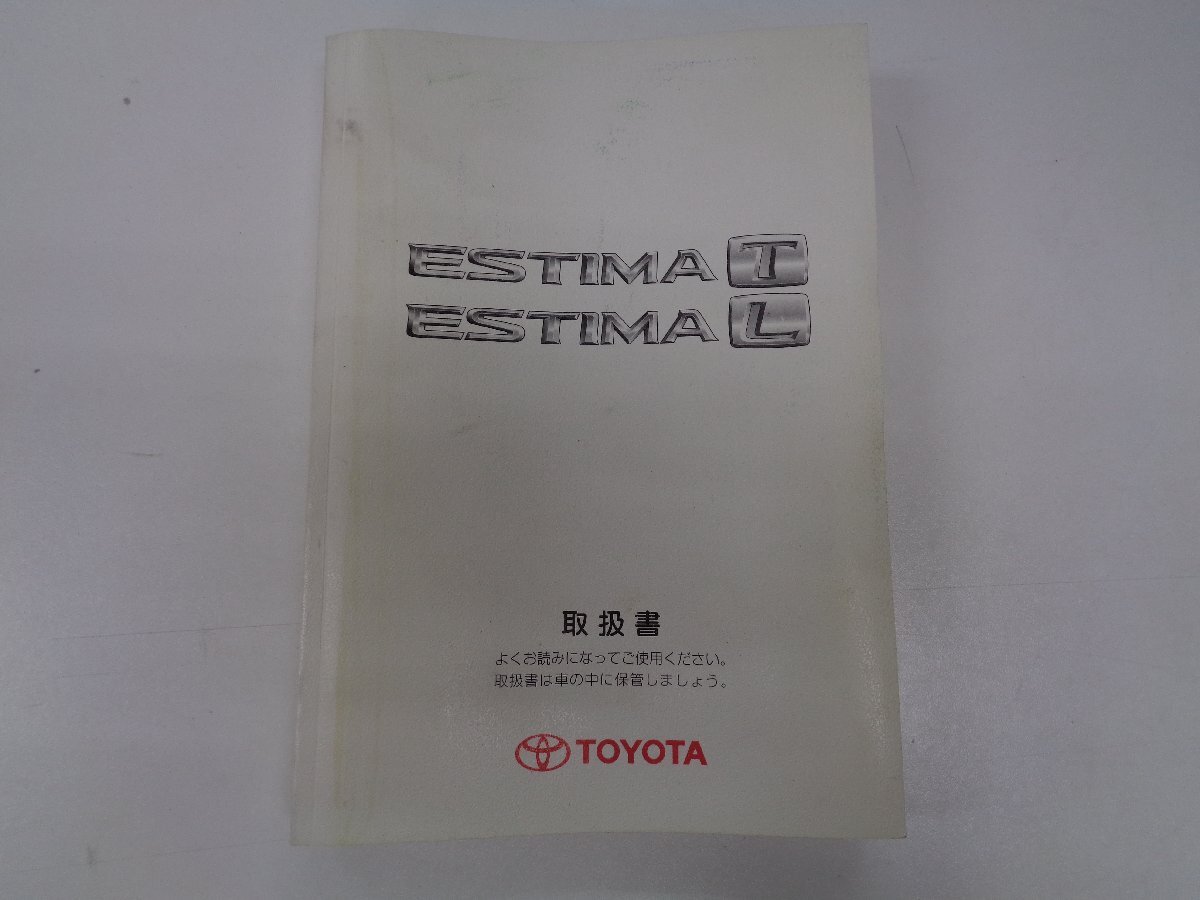 ESTIMA T
ESTIMA L
取扱書
よくお読みになってご使用ください。
取扱書は車の中に保管しましょう。
TOYOTA